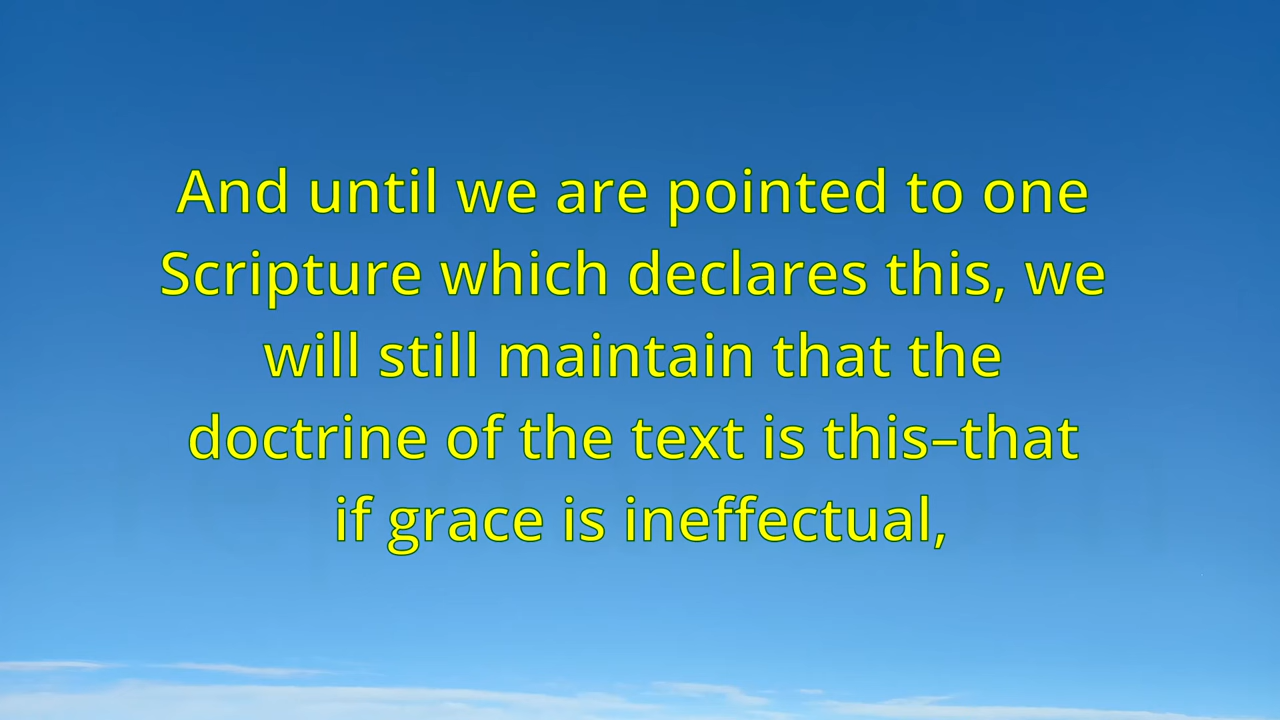 And until we are pointed to one
Scripture which declares this, we
will still maintain that the
doctrine of the text is this–that
if grace is ineffectual,